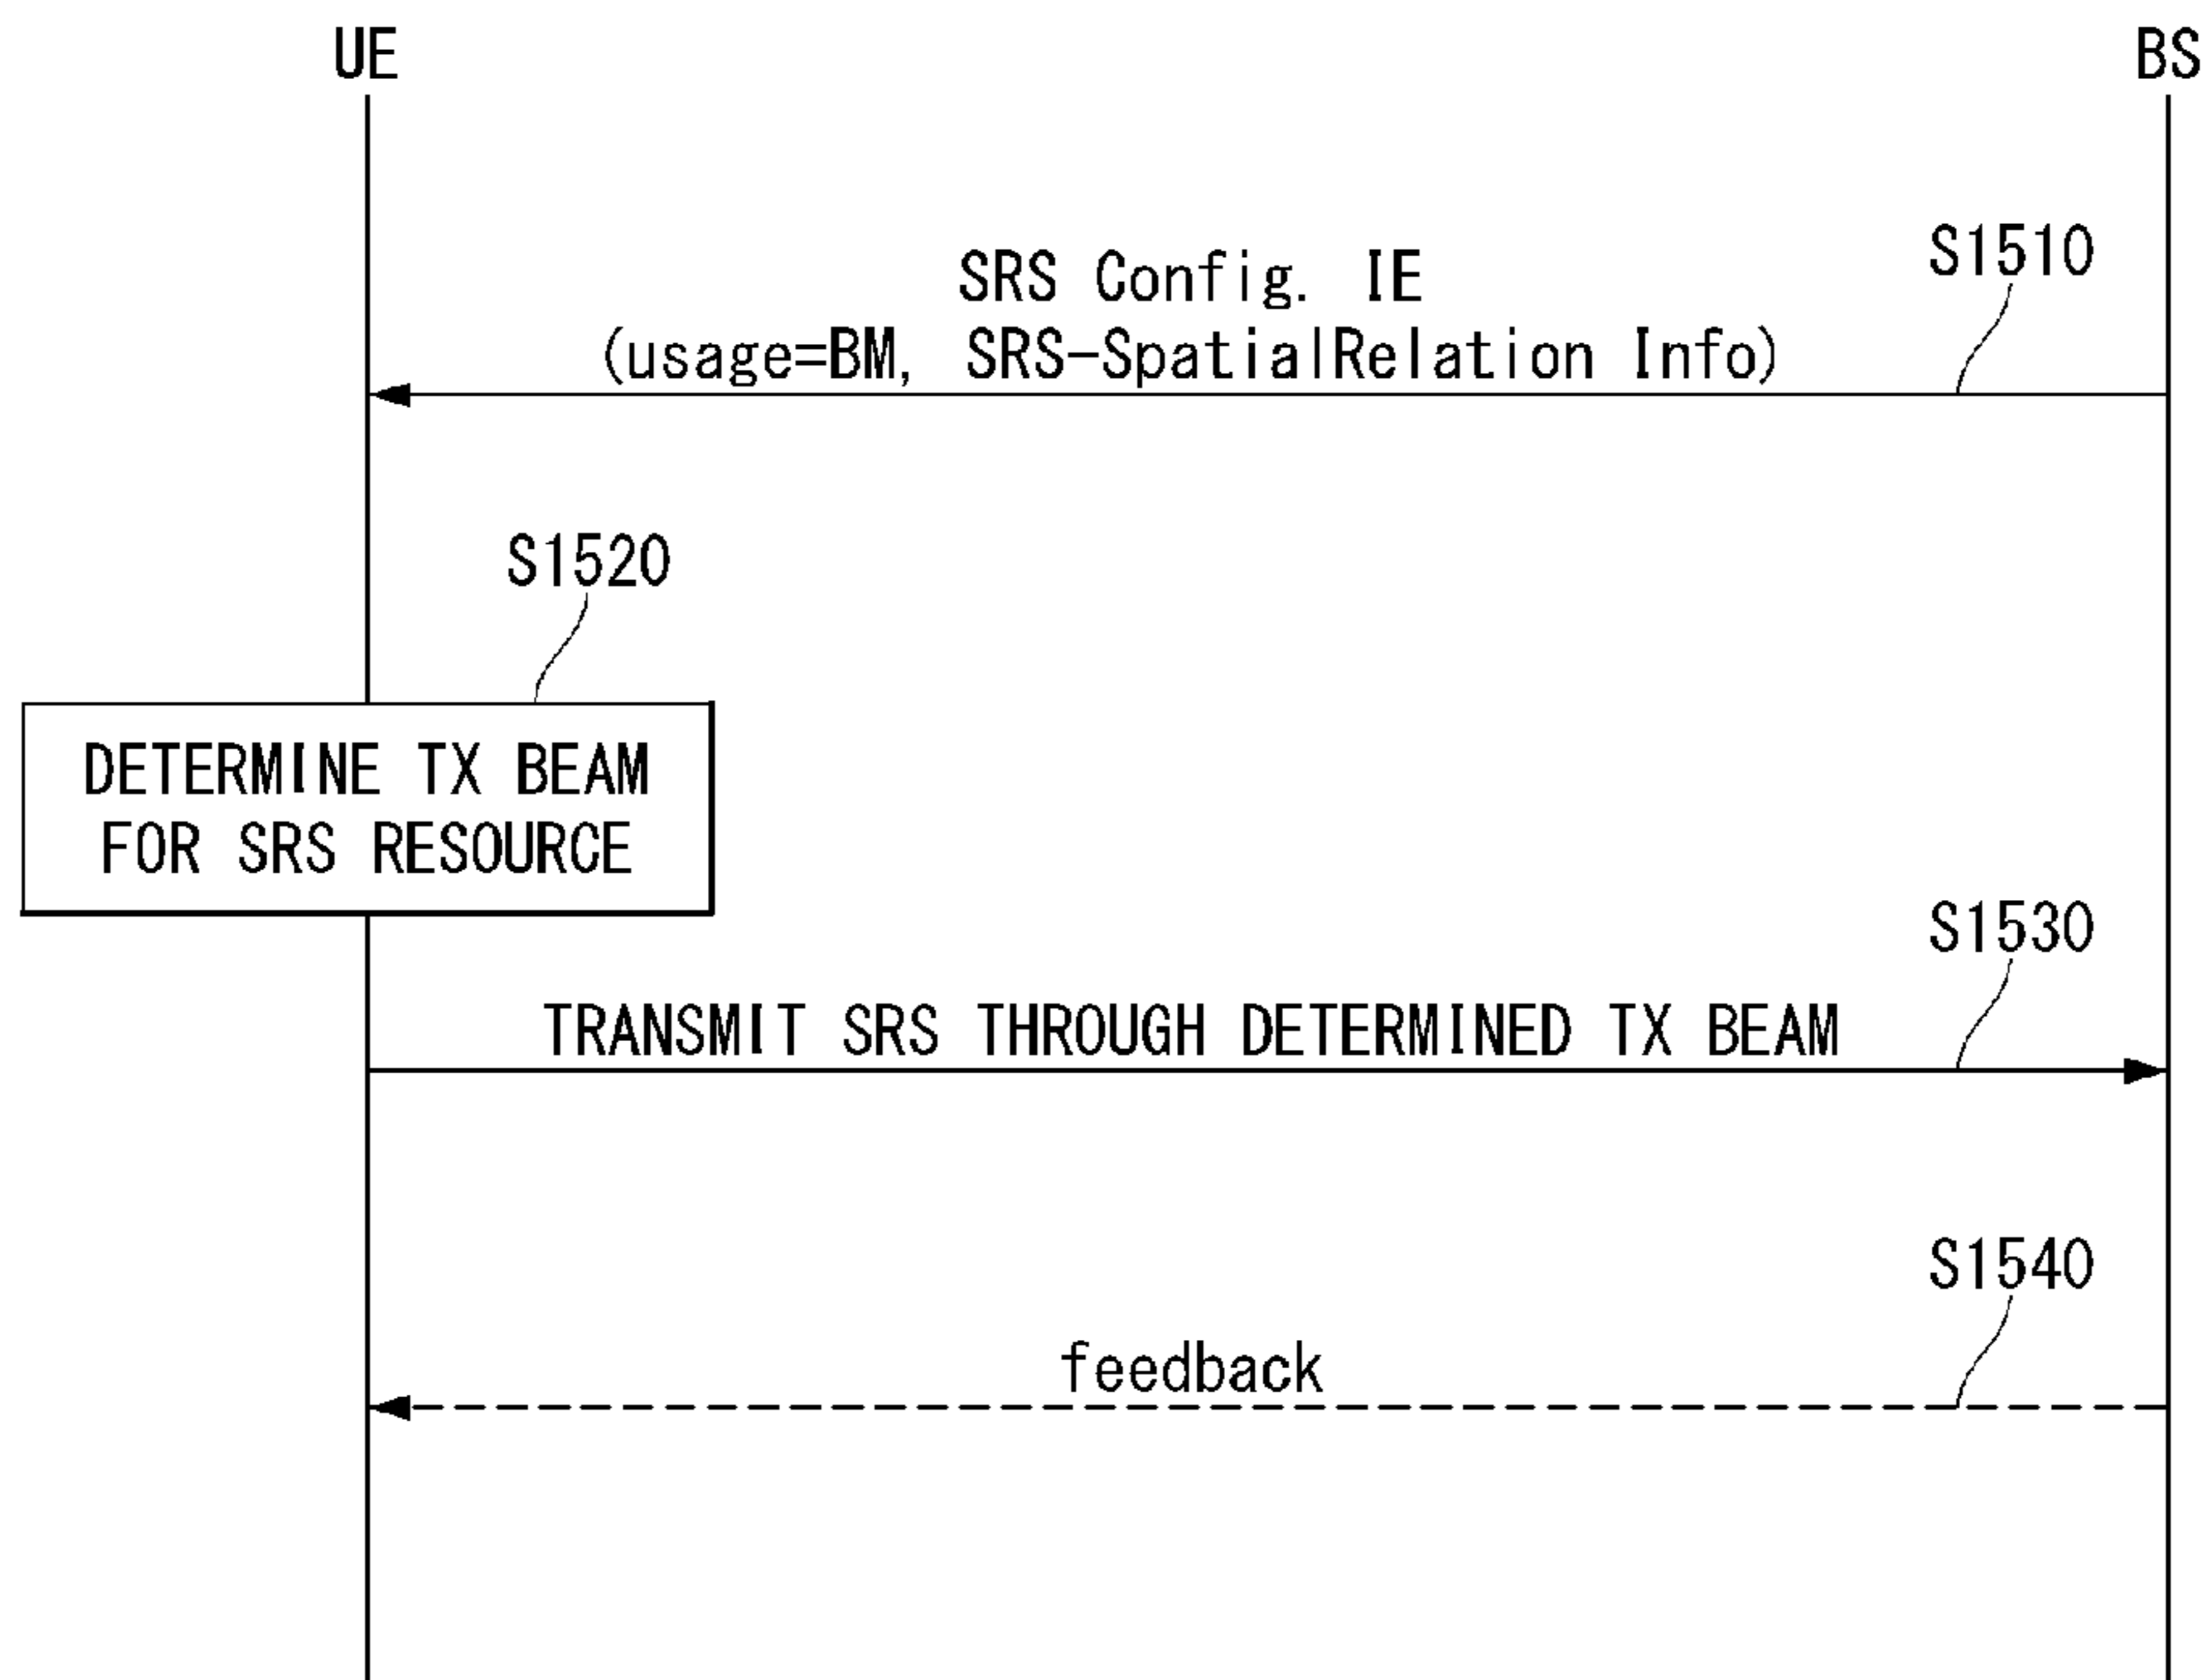 UE
BS
S1510
SRS Config. IE
(usage=BM, SRS-SpatialRelation Info)
S1520
DETERMINE TX BEAM
FOR SRS RESOURCE
S1530
TRANSMIT SRS THROUGH DETERMINED TX BEAM
S1540
feedback